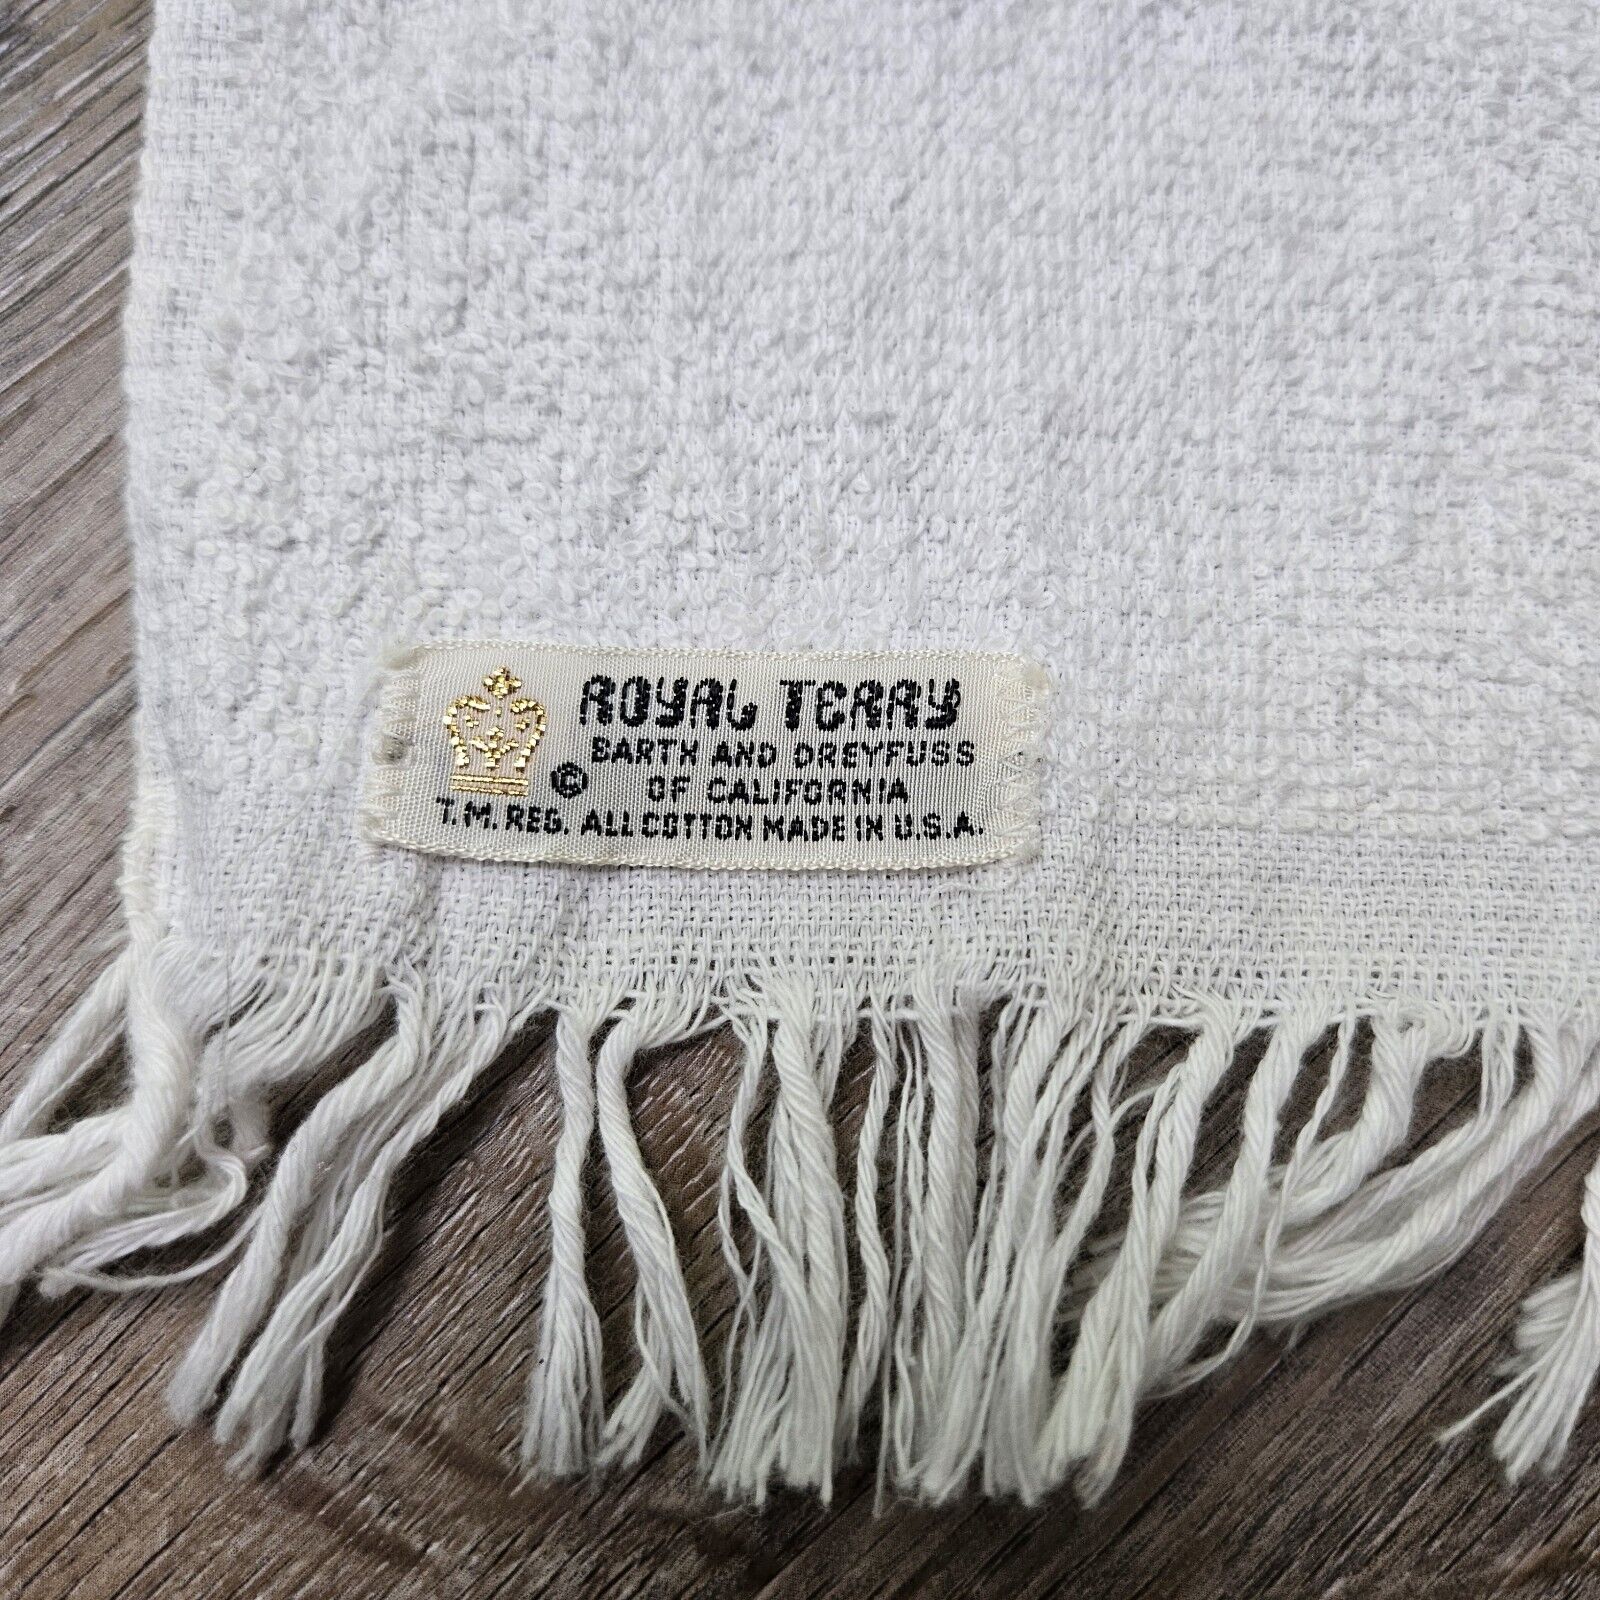 ROYAL TERRY
BARTH AND DREYFUSS
© OF CALIFORNIA
T.M. REG. ALL COTTON MADE IN U.S.A.